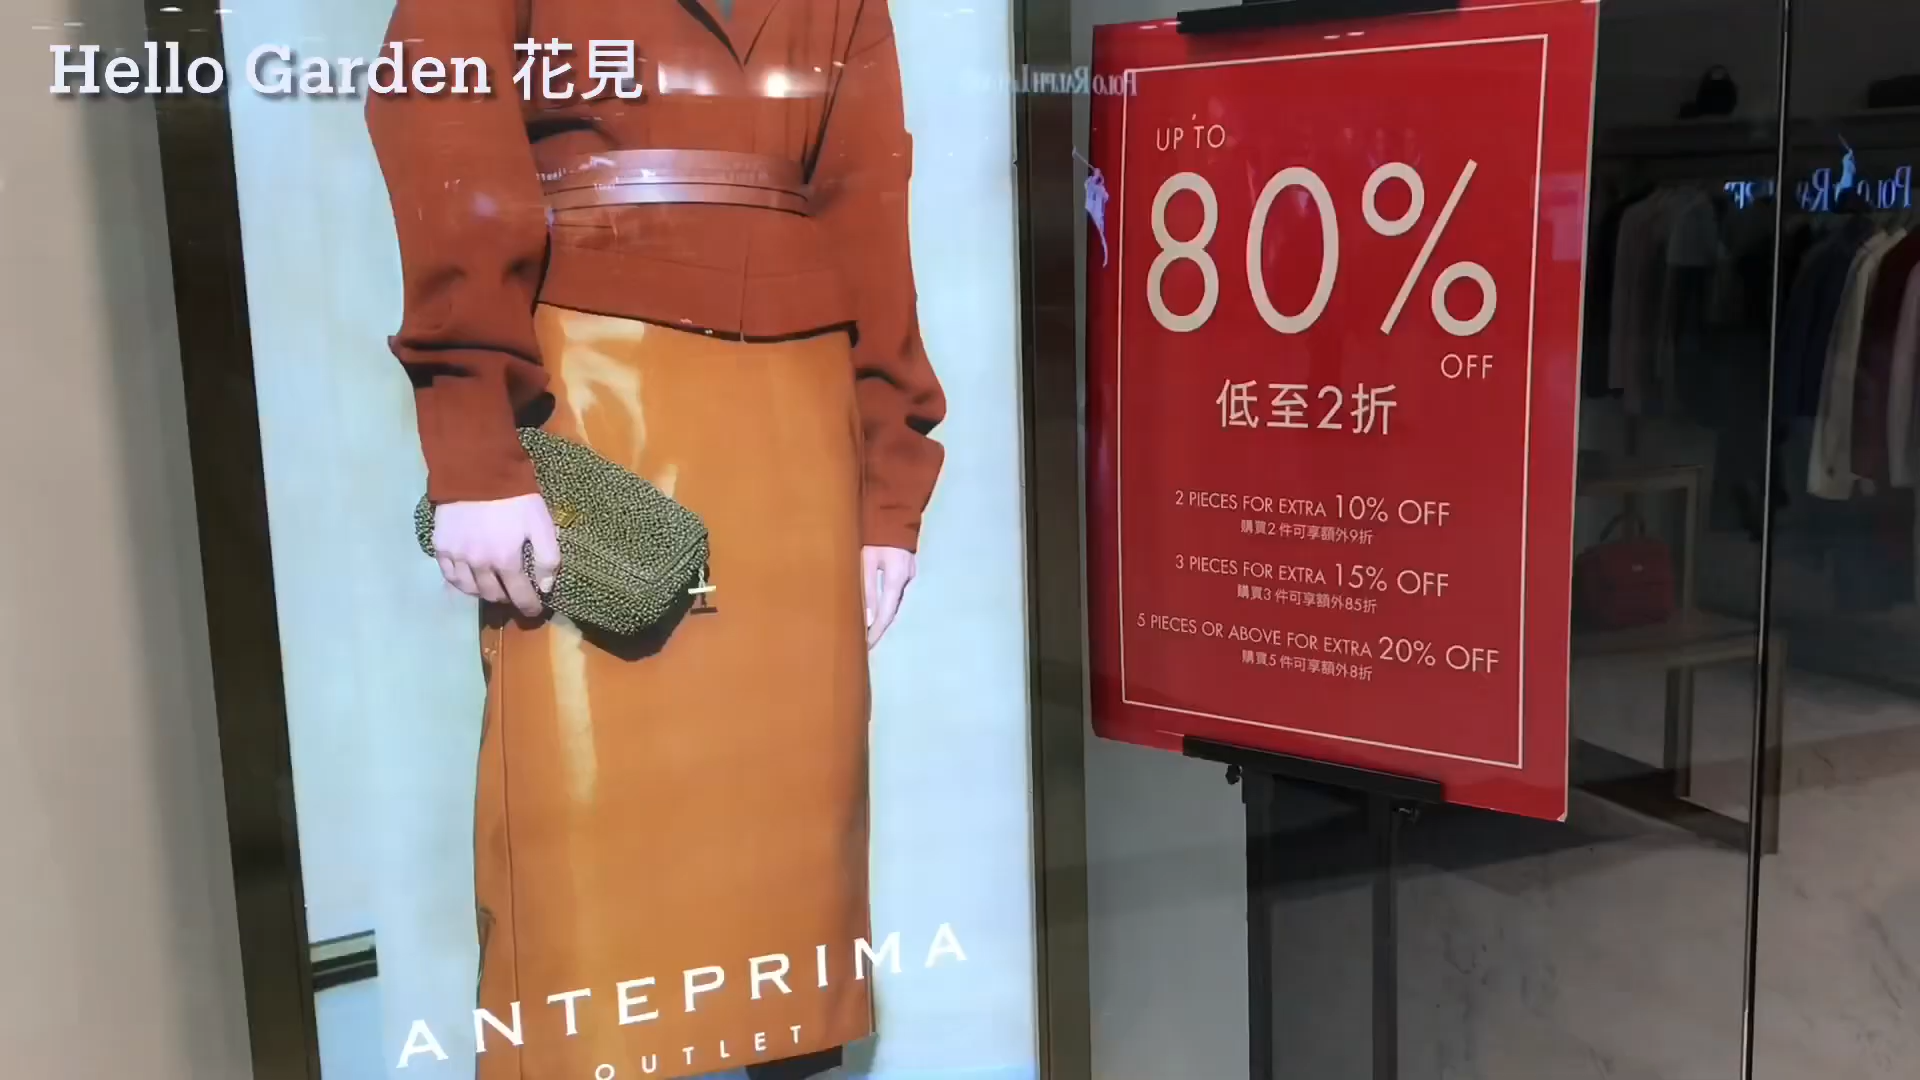 Hello Garden 花見
POLO RALPH LAUREN
UP TO
80%
OFF
低至2折
2 PIECES FOR EXTRA 10% OFF
購買2 件可享額外9折
3 PIECES FOR EXTRA 15% OFF
購買3 件可享額外85折
5 PIECES OR ABOVE FOR EXTRA 20% OFF
購買5 件可享額外8折
ANTEPRIMA
OUTLET